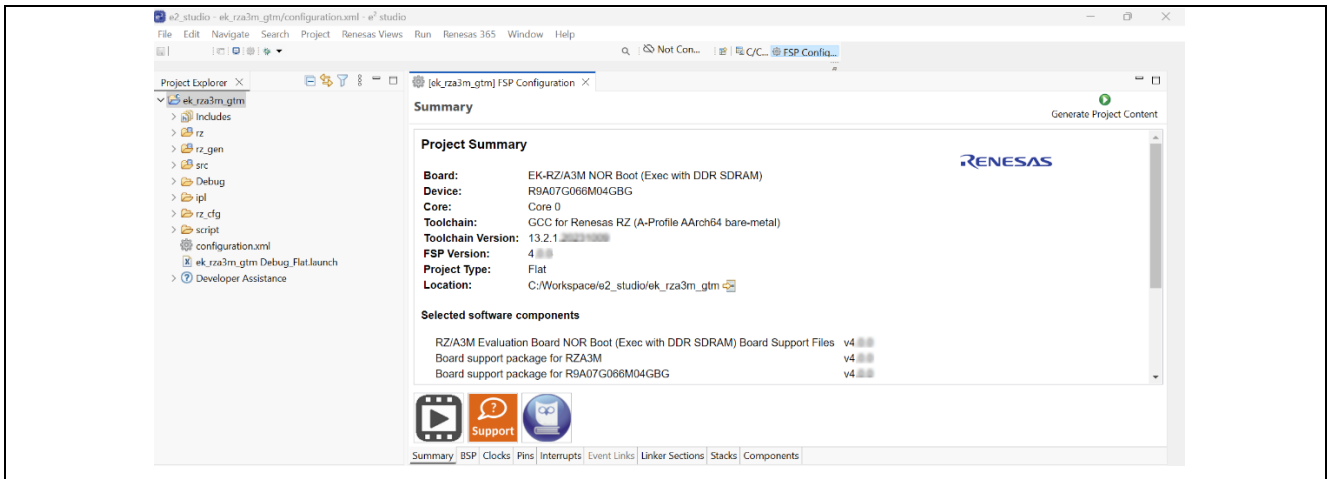 e2_studio - ek_rza3m_gtm/configuration.xml - e² studio
File Edit Navigate Search Project Renesas Views Run Renesas 365 Window Help
Not Con... C/C... FSP Config...
Project Explorer
[ek_rza3m_gtm] FSP Configuration
ek_rza3m_gtm
Includes
rz
rz_gen
src
Debug
ipl
rz_cfg
script
configuration.xml
ek_rza3m_gtm Debug_Flat.launch
Developer Assistance
Summary
Generate Project Content
Project Summary
RENESAS
Board: EK-RZ/A3M NOR Boot (Exec with DDR SDRAM)
Device: R9A07G066M04GBG
Core: Core 0
Toolchain: GCC for Renesas RZ (A-Profile AArch64 bare-metal)
Toolchain Version: 13.2.1.
FSP Version: 4
Project Type: Flat
Location: C:/Workspace/e2_studio/ek_rza3m_gtm
Selected software components
RZ/A3M Evaluation Board NOR Boot (Exec with DDR SDRAM) Board Support Files v4
Board support package for RZA3M v4
Board support package for R9A07G066M04GBG v4
Support
Summary BSP Clocks Pins Interrupts Event Links Linker Sections Stacks Components